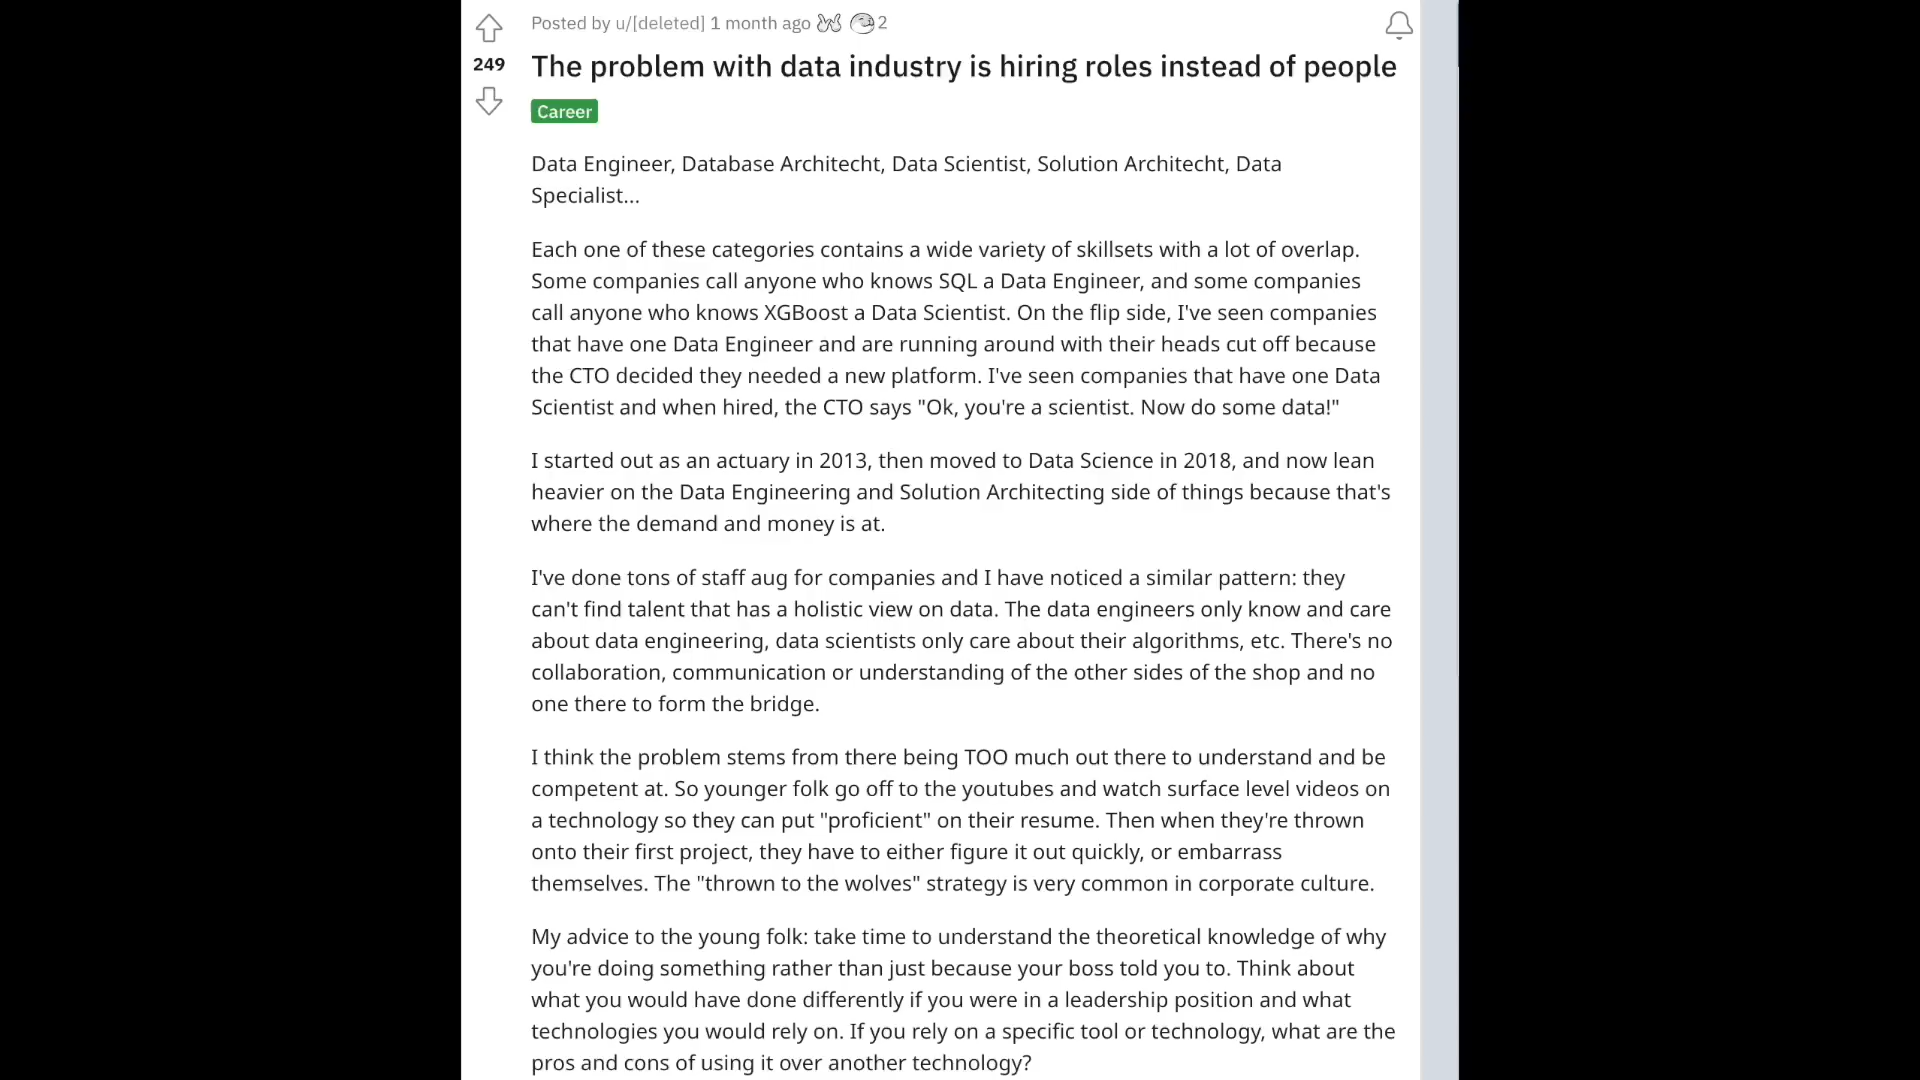 Posted by u/[deleted] 1 month ago 2
249
The problem with data industry is hiring roles instead of people
Career
Data Engineer, Database Architecht, Data Scientist, Solution Architecht, Data
Specialist...
Each one of these categories contains a wide variety of skillsets with a lot of overlap.
Some companies call anyone who knows SQL a Data Engineer, and some companies
call anyone who knows XGBoost a Data Scientist. On the flip side, I've seen companies
that have one Data Engineer and are running around with their heads cut off because
the CTO decided they needed a new platform. I've seen companies that have one Data
Scientist and when hired, the CTO says "Ok, you're a scientist. Now do some data!"
I started out as an actuary in 2013, then moved to Data Science in 2018, and now lean
heavier on the Data Engineering and Solution Architecting side of things because that's
where the demand and money is at.
I've done tons of staff aug for companies and I have noticed a similar pattern: they
can't find talent that has a holistic view on data. The data engineers only know and care
about data engineering, data scientists only care about their algorithms, etc. There's no
collaboration, communication or understanding of the other sides of the shop and no
one there to form the bridge.
I think the problem stems from there being TOO much out there to understand and be
competent at. So younger folk go off to the youtubes and watch surface level videos on
a technology so they can put "proficient" on their resume. Then when they're thrown
onto their first project, they have to either figure it out quickly, or embarrass
themselves. The "thrown to the wolves" strategy is very common in corporate culture.
My advice to the young folk: take time to understand the theoretical knowledge of why
you're doing something rather than just because your boss told you to. Think about
what you would have done differently if you were in a leadership position and what
technologies you would rely on. If you rely on a specific tool or technology, what are the
pros and cons of using it over another technology?